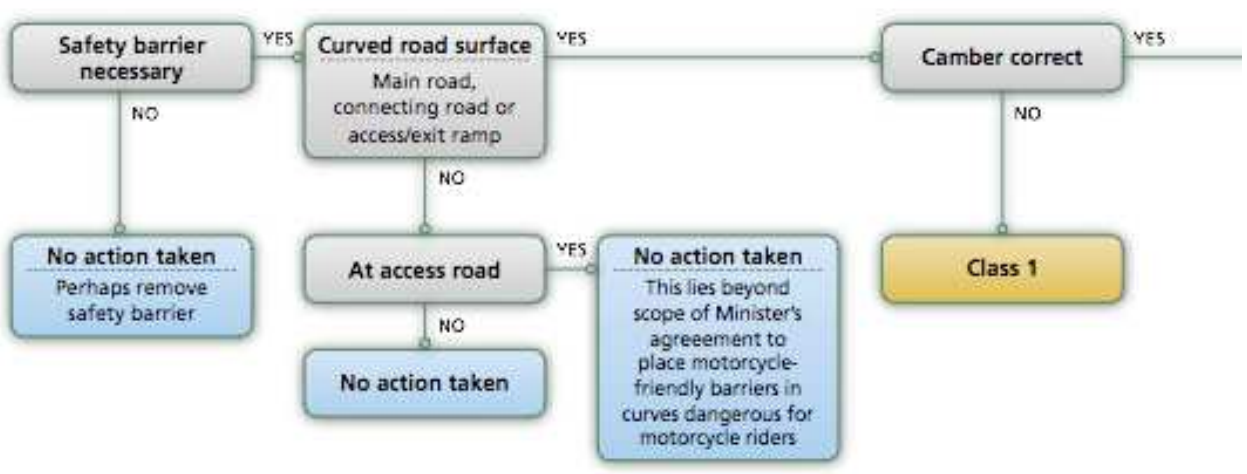 Safety barrier
necessary
YES
Curved road surface
Main road,
connecting road or
access/exit ramp
YES
Camber correct
YES
NO
NO
NO
No action taken
Perhaps remove
safety barrier
At access road
YES
No action taken
This lies beyond
scope of Minister's
agreeement to
place motorcycle-
friendly barriers in
curves dangerous for
motorcycle riders
Class 1
NO
No action taken